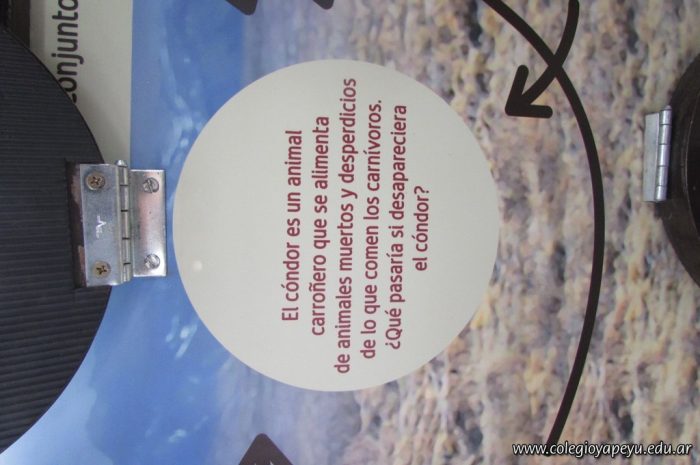 conjunto
El cóndor es un animal
carroñero que se alimenta
de animales muertos y desperdicios
de lo que comen los carnívoros.
¿Qué pasaría si desapareciera
el cóndor?
www.colegioyapeyu.edu.ar